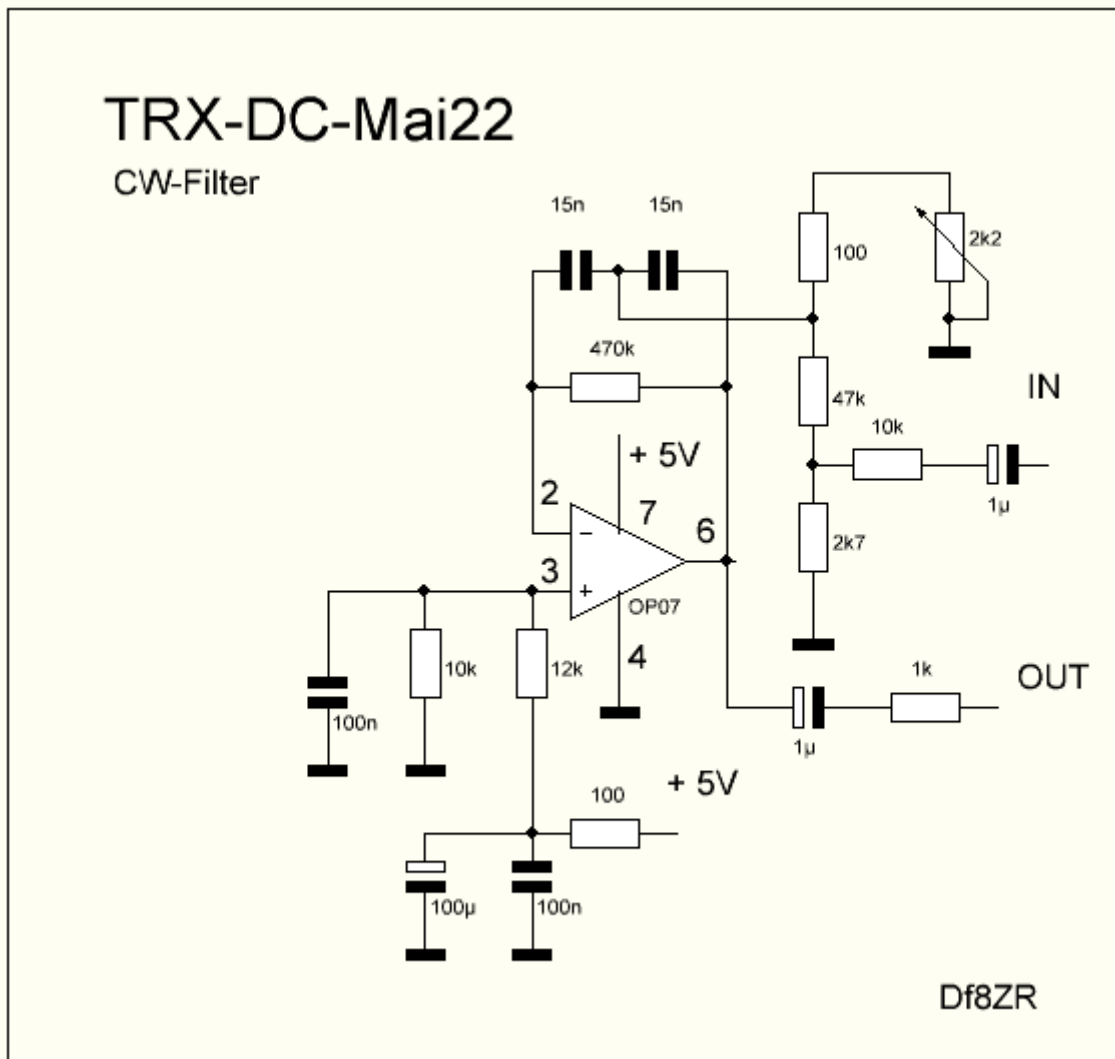 TRX-DC-Mai22
CW-Filter
15n 15n
100
2k2
470k
47k
IN
10k
+ 5V
1µ
2
7
6
2k7
−
3
+
OP07
4
10k
12k
1k
OUT
100n
1µ
+ 5V
100
100µ
100n
Df8ZR